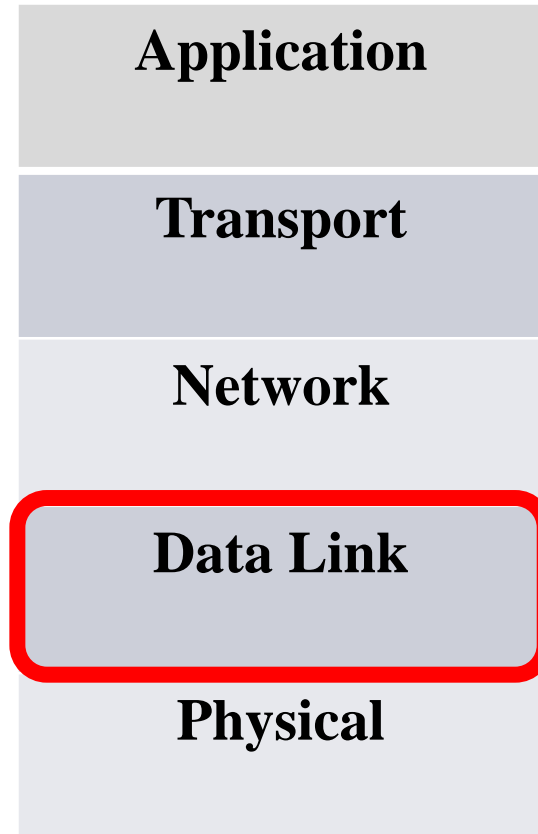 Application
Transport
Network
Data Link
Physical